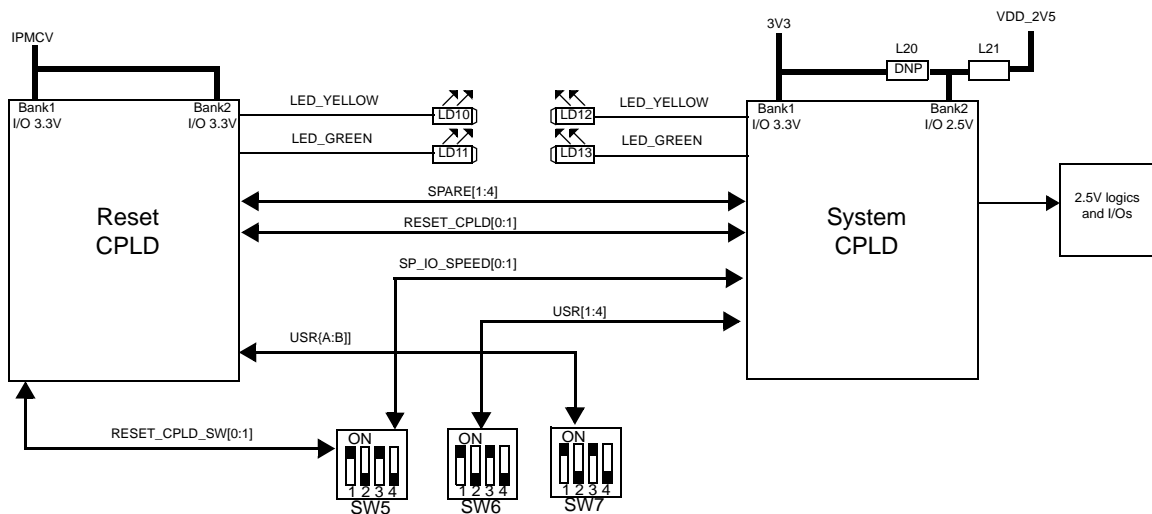 IPMCV
3V3
VDD_2V5
L20
L21
DNP
Bank1
I/O 3.3V
Bank2
I/O 3.3V
LED_YELLOW
LD10
LED_GREEN
LD11
LD12
LED_YELLOW
LD13
LED_GREEN
Bank1
I/O 3.3V
Bank2
I/O 2.5V
Reset
CPLD
SPARE[1:4]
RESET_CPLD[0:1]
System
CPLD
2.5V logics
and I/Os
SP_IO_SPEED[0:1]
USR[1:4]
USR{A:B]]
RESET_CPLD_SW[0:1]
ON
1 2 3 4
SW5
ON
1 2 3 4
SW6
ON
1 2 3 4
SW7